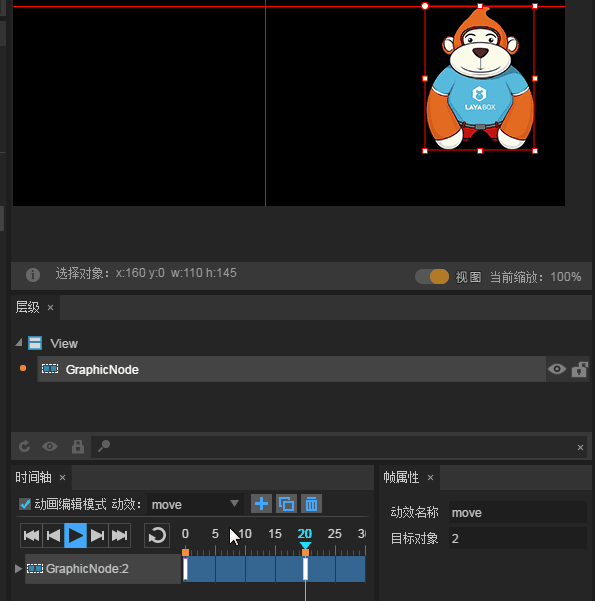 LAYABOX
选择对象：x:160 y:0 w:110 h:145
视图 当前缩放：100%
层级 ×
View
GraphicNode
×
时间轴 ×
动画编辑模式 动效： move
0 5 10 15 20 25
GraphicNode:2
帧属性 ×
动效名称 move
目标对象 2